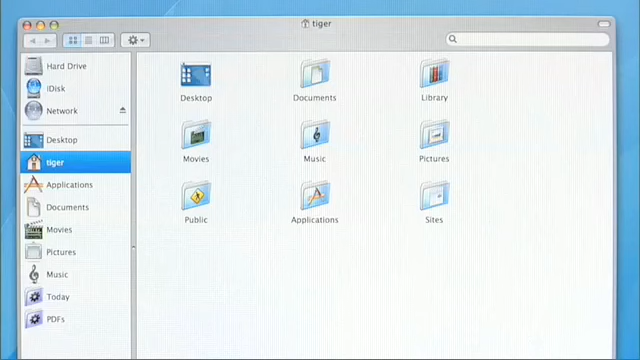 tiger
Hard Drive
iDisk
Network
Desktop
tiger
Applications
Documents
Movies
Pictures
Music
Today
PDFs
Desktop Documents Library
Movies Music Pictures
Public Applications Sites